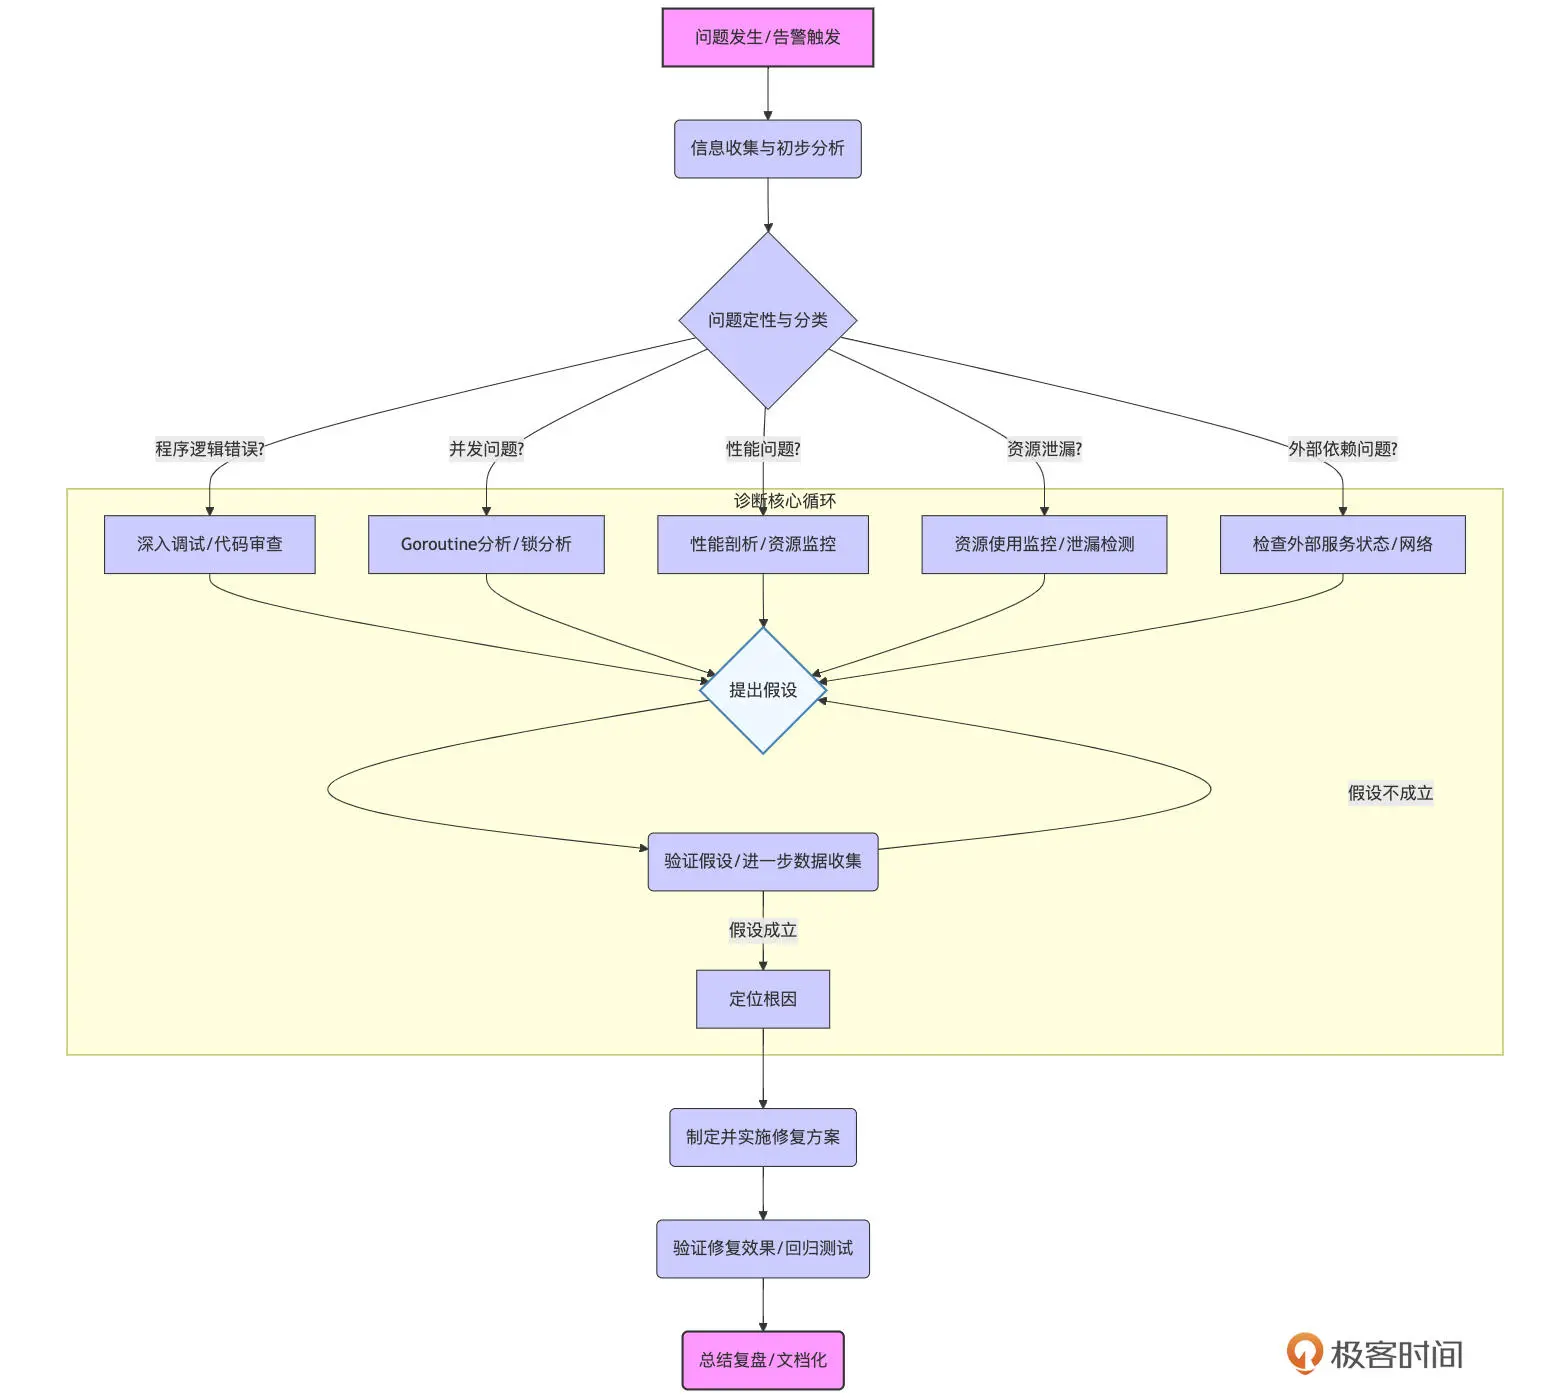 问题发生/告警触发
信息收集与初步分析
问题定性与分类
程序逻辑错误?
并发问题?
性能问题?
资源泄漏?
外部依赖问题?
诊断核心循环
深入调试/代码审查
Goroutine分析/锁分析
性能剖析/资源监控
资源使用监控/泄漏检测
检查外部服务状态/网络
提出假设
假设不成立
验证假设/进一步数据收集
假设成立
定位根因
制定并实施修复方案
验证修复效果/回归测试
总结复盘/文档化
极客时间